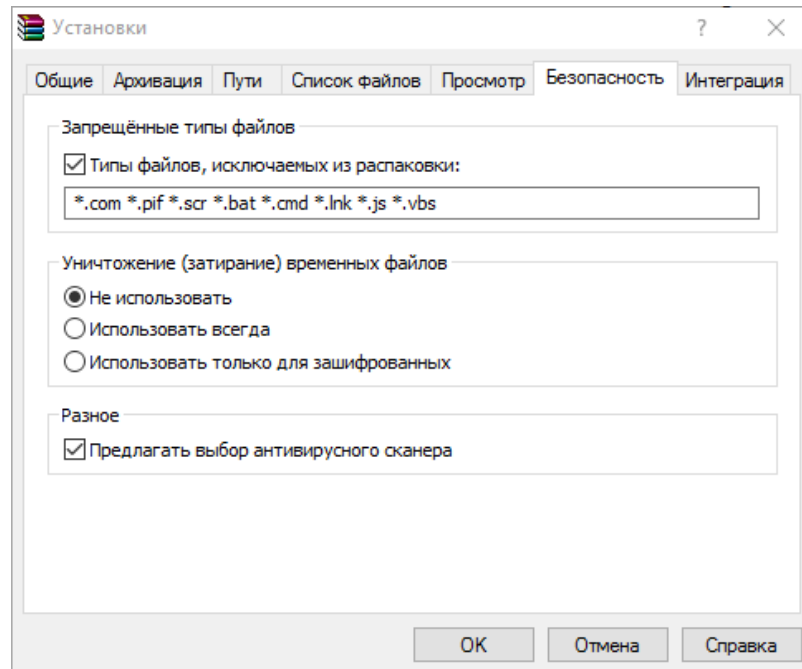 Установки
Общие Архивация Пути Список файлов Просмотр Безопасность Интеграция
Запрещённые типы файлов
Типы файлов, исключаемых из распаковки:
*.com *.pif *.scr *.bat *.cmd *.lnk *.js *.vbs
Уничтожение (затирание) временных файлов
Не использовать
Использовать всегда
Использовать только для зашифрованных
Разное
Предлагать выбор антивирусного сканера
OK Отмена Справка